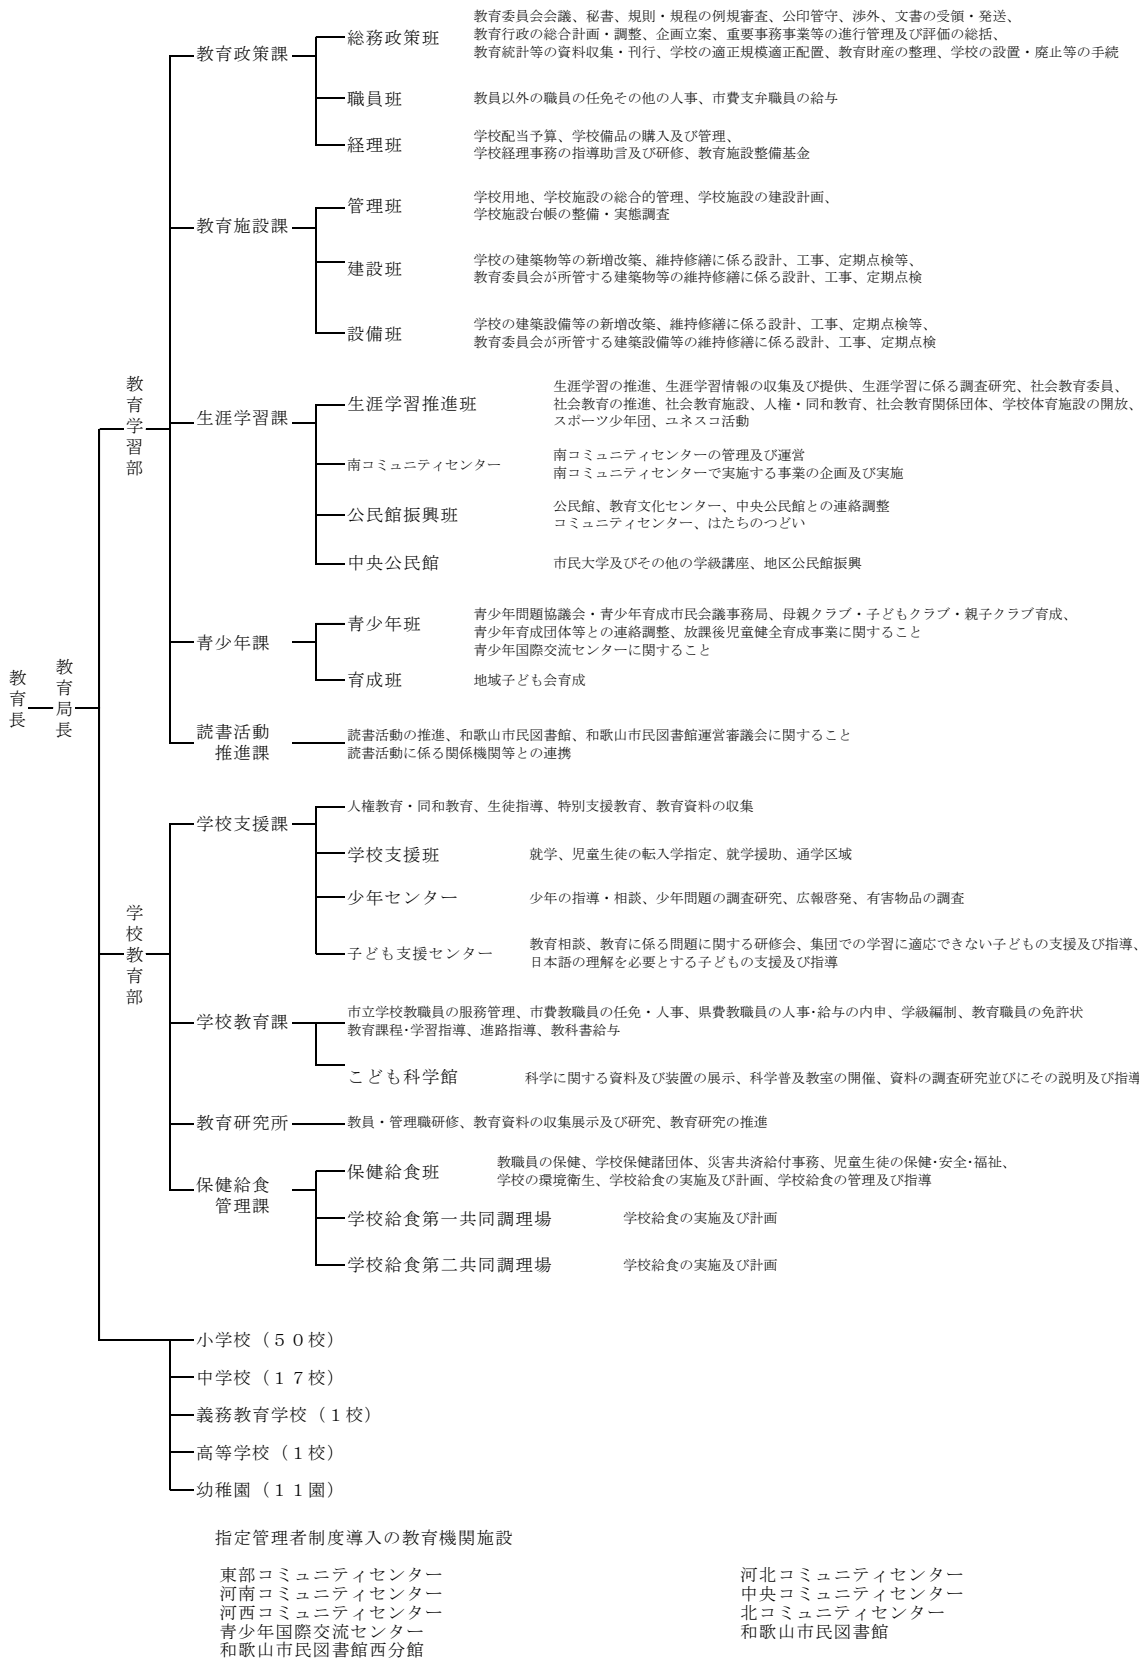 教育長
教育局長
教育学習部
教育政策課
総務政策班
教育委員会会議、秘書、規則・規程の例規審査、公印管守、渉外、文書の受領・発送、
教育行政の総合計画・調整、企画立案、重要事務事業等の進行管理及び評価の総括、
教育統計等の資料収集・刊行、学校の適正規模適正配置、教育財産の整理、学校の設置・廃止等の手続
職員班
教員以外の職員の任免その他の人事、市費支弁職員の給与
経理班
学校配当予算、学校備品の購入及び管理、
学校経理事務の指導助言及び研修、教育施設整備基金
教育施設課
管理班
学校用地、学校施設の総合的管理、学校施設の建設計画、
学校施設台帳の整備・実態調査
建設班
学校の建築物等の新増改築、維持修繕に係る設計、工事、定期点検等、
教育委員会が所管する建築物等の維持修繕に係る設計、工事、定期点検
設備班
学校の建築設備等の新増改築、維持修繕に係る設計、工事、定期点検等、
教育委員会が所管する建築設備等の維持修繕に係る設計、工事、定期点検
生涯学習課
生涯学習推進班
生涯学習の推進、生涯学習情報の収集及び提供、生涯学習に係る調査研究、社会教育委員、
社会教育の推進、社会教育施設、人権・同和教育、社会教育関係団体、学校体育施設の開放、
スポーツ少年団、ユネスコ活動
南コミュニティセンター
南コミュニティセンターの管理及び運営
南コミュニティセンターで実施する事業の企画及び実施
公民館振興班
公民館、教育文化センター、中央公民館との連絡調整
コミュニティセンター、はたちのつどい
中央公民館
市民大学及びその他の学級講座、地区公民館振興
青少年課
青少年班
青少年問題協議会・青少年育成市民会議事務局、母親クラブ・子どもクラブ・親子クラブ育成、
青少年育成団体等との連絡調整、放課後児童健全育成事業に関すること
青少年国際交流センターに関すること
育成班
地域子ども会育成
読書活動
推進課
読書活動の推進、和歌山市民図書館、和歌山市民図書館運営審議会に関すること
読書活動に係る関係機関等との連携
学校教育部
学校支援課
人権教育・同和教育、生徒指導、特別支援教育、教育資料の収集
学校支援班
就学、児童生徒の転入学指定、就学援助、通学区域
少年センター
少年の指導・相談、少年問題の調査研究、広報啓発、有害物品の調査
子ども支援センター
教育相談、教育に係る問題に関する研修会、集団での学習に適応できない子どもの支援及び指導、
日本語の理解を必要とする子どもの支援及び指導
学校教育課
市立学校教職員の服務管理、市費教職員の任免・人事、県費教職員の人事･給与の内申、学級編制、教育職員の免許状
教育課程･学習指導、進路指導、教科書給与
こども科学館
科学に関する資料及び装置の展示、科学普及教室の開催、資料の調査研究並びにその説明及び指導
教育研究所
教員・管理職研修、教育資料の収集展示及び研究、教育研究の推進
保健給食
管理課
保健給食班
教職員の保健、学校保健諸団体、災害共済給付事務、児童生徒の保健･安全･福祉、
学校の環境衛生、学校給食の実施及び計画、学校給食の管理及び指導
学校給食第一共同調理場
学校給食の実施及び計画
学校給食第二共同調理場
学校給食の実施及び計画
小学校（５０校）
中学校（１７校）
義務教育学校（１校）
高等学校（１校）
幼稚園（１１園）
指定管理者制度導入の教育機関施設
東部コミュニティセンター
河南コミュニティセンター
河西コミュニティセンター
青少年国際交流センター
和歌山市民図書館西分館
河北コミュニティセンター
中央コミュニティセンター
北コミュニティセンター
和歌山市民図書館